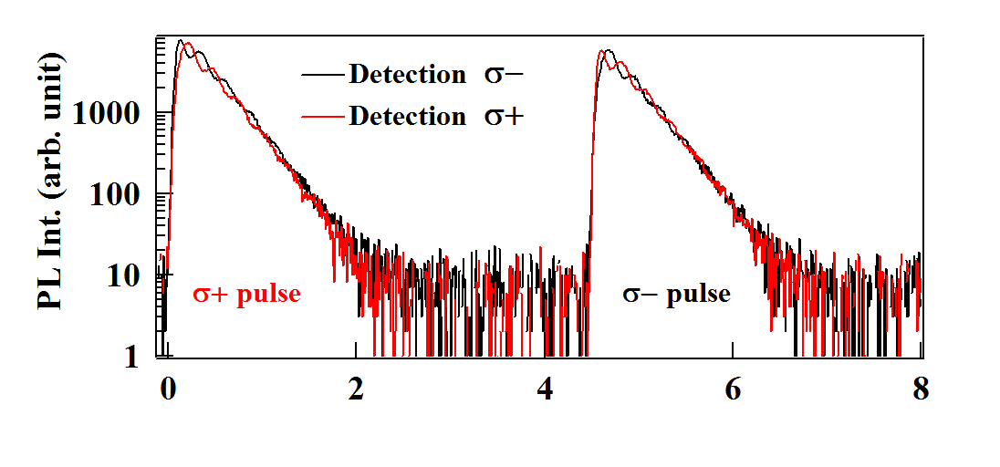 PL Int. (arb. unit)
1000
100
10
1
Detection σ−
Detection σ+
σ+ pulse
σ− pulse
0 2 4 6 8